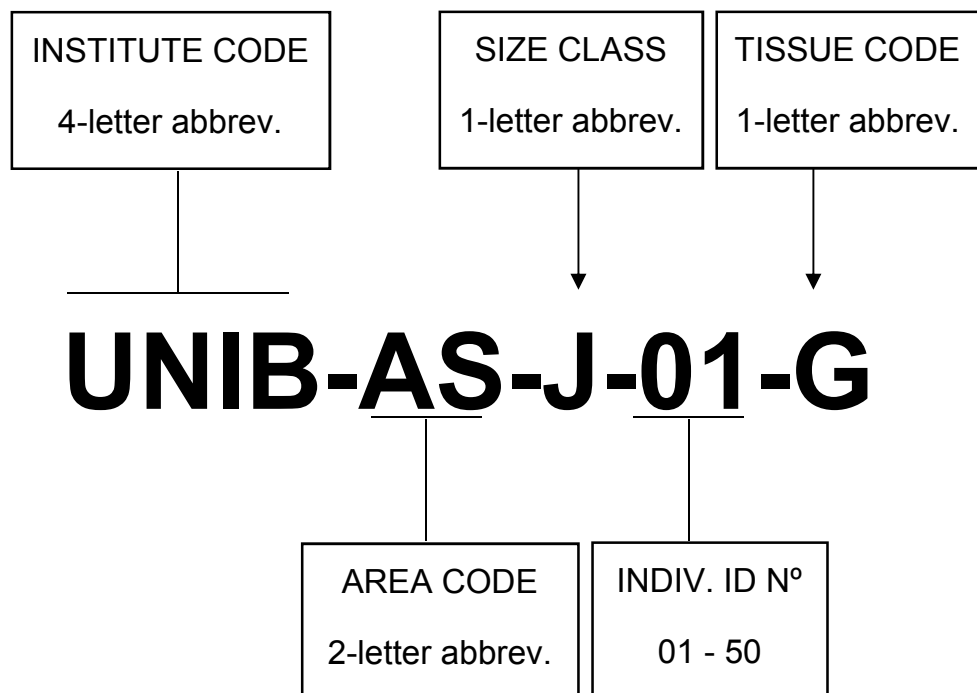 INSTITUTE CODE
4-letter abbrev.
SIZE CLASS
1-letter abbrev.
TISSUE CODE
1-letter abbrev.
UNIB-AS-J-01-G
AREA CODE
2-letter abbrev.
INDIV. ID Nº
01 - 50